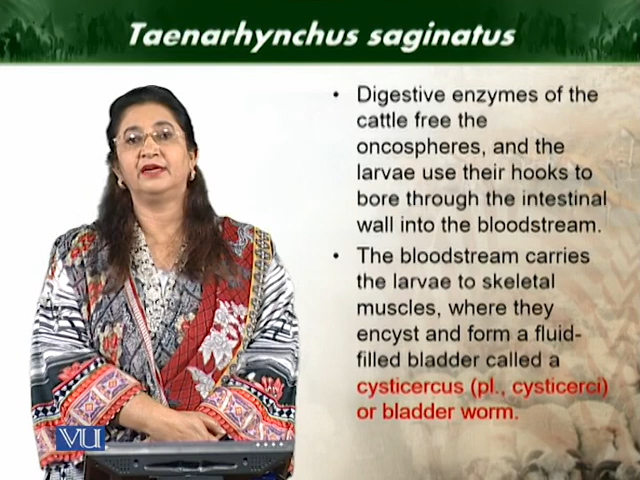 Taenarhynchus saginatus
• Digestive enzymes of the
cattle free the
oncospheres, and the
larvae use their hooks to
bore through the intestinal
wall into the bloodstream.
• The bloodstream carries
the larvae to skeletal
muscles, where they
encyst and form a fluid-
filled bladder called a
cysticercus (pl., cysticerci)
or bladder worm.
VU